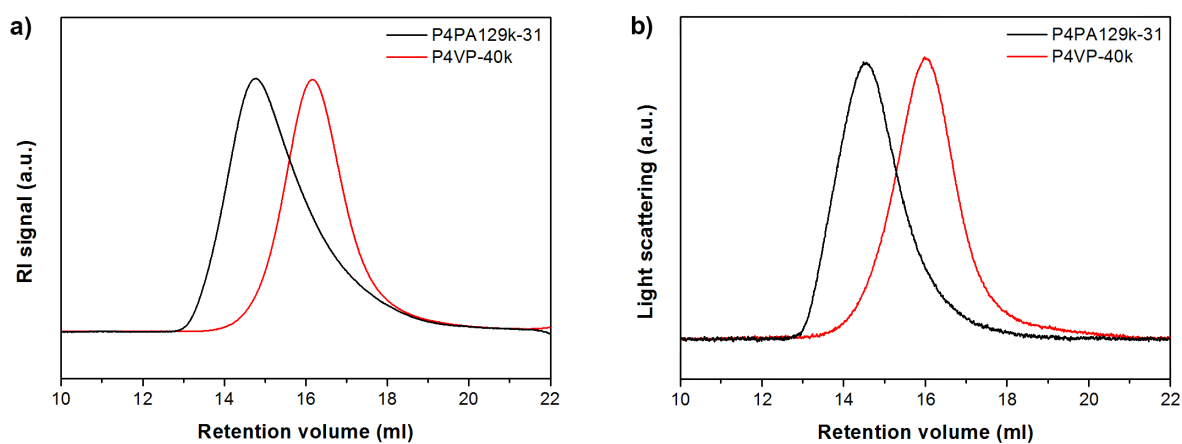 a)
P4PA129k-31
P4VP-40k
RI signal (a.u.)
10 12 14 16 18 20 22
Retention volume (ml)
b)
P4PA129k-31
P4VP-40k
Light scattering (a.u.)
10 12 14 16 18 20 22
Retention volume (ml)